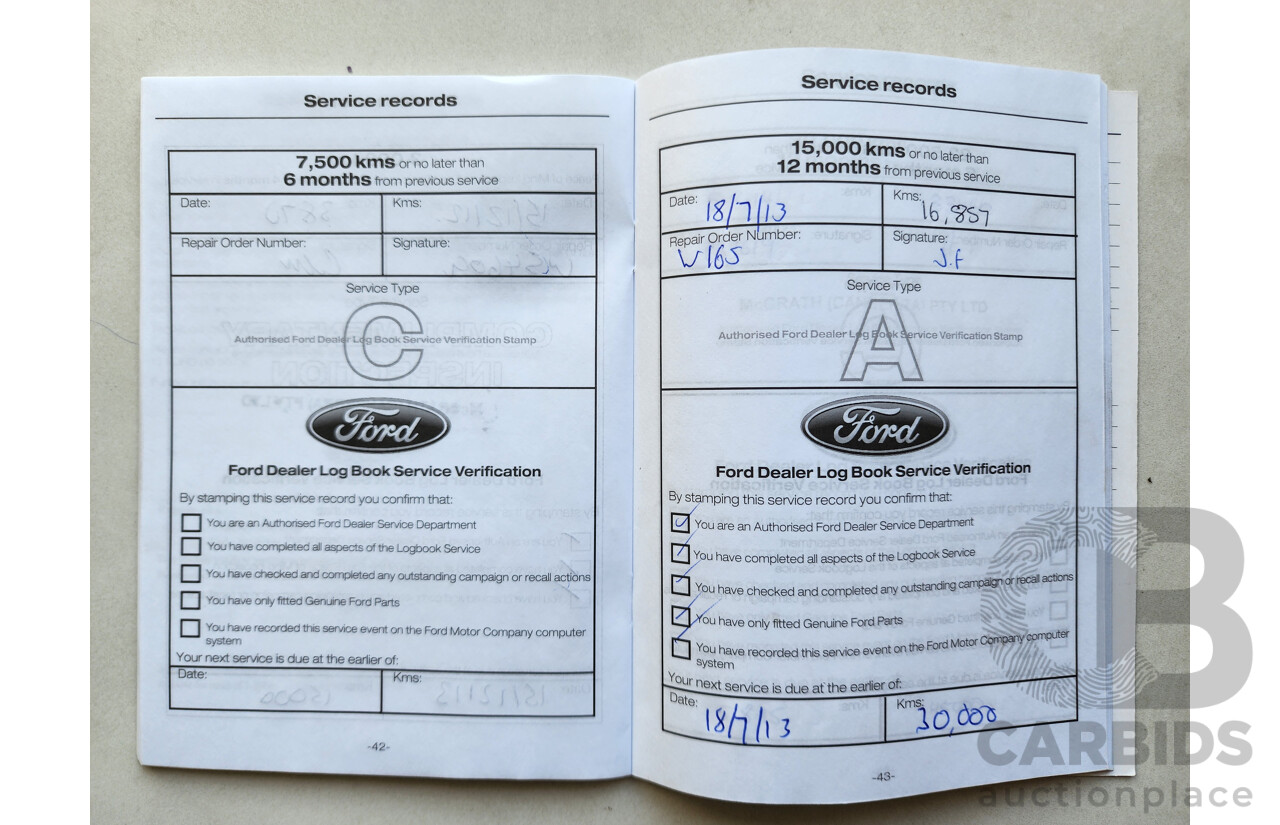 Service records
7,500 kms or no later than
6 months from previous service
Date:
Kms:
Repair Order Number:
Signature:
Service Type
C
Authorised Ford Dealer Log Book Service Verification Stamp
Ford
Ford Dealer Log Book Service Verification
By stamping this service record you confirm that:
You are an Authorised Ford Dealer Service Department
You have completed all aspects of the Logbook Service
You have checked and completed any outstanding campaign or recall actions
You have only fitted Genuine Ford Parts
You have recorded this service event on the Ford Motor Company computer
system
Your next service is due at the earlier of:
Date:
Kms:
-42-
Service records
15,000 kms or no later than
12 months from previous service
Date: 18/7/13
Kms: 16,857
Repair Order Number:
W165
Signature:
J.F
Service Type
A
Authorised Ford Dealer Log Book Service Verification Stamp
Ford
Ford Dealer Log Book Service Verification
By stamping this service record you confirm that:
You are an Authorised Ford Dealer Service Department
You have completed all aspects of the Logbook Service
You have checked and completed any outstanding campaign or recall actions
You have only fitted Genuine Ford Parts
You have recorded this service event on the Ford Motor Company computer
system
Your next service is due at the earlier of:
Date: 18/7/13
Kms: 30,000
-43-
B
CARBIDS
auctionplace